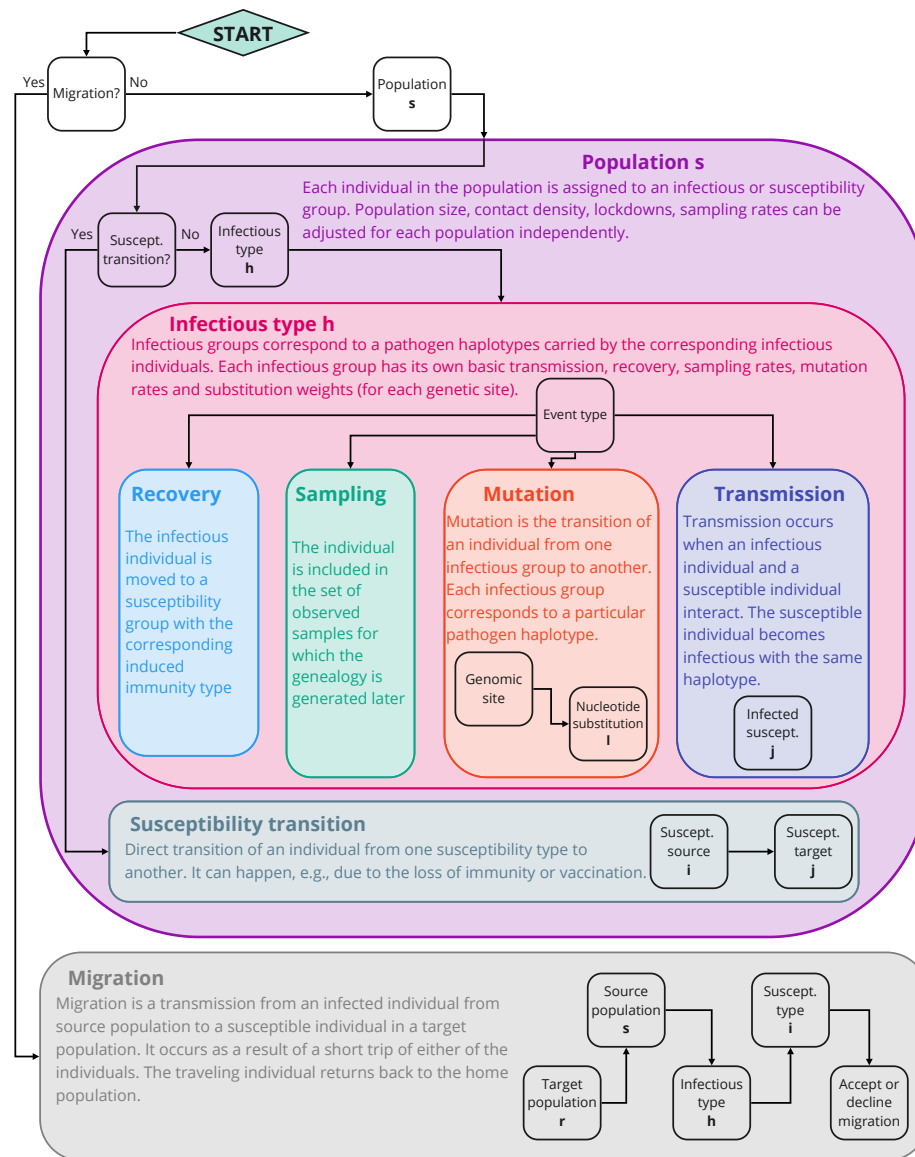 START
Yes
Migration?
No
Population
s
Population s
Each individual in the population is assigned to an infectious or susceptibility
group. Population size, contact density, lockdowns, sampling rates can be
adjusted for each population independently.
Yes
Suscept.
transition?
No
Infectious
type
h
Infectious type h
Infectious groups correspond to a pathogen haplotypes carried by the corresponding infectious
individuals. Each infectious group has its own basic transmission, recovery, sampling rates, mutation
rates and substitution weights (for each genetic site).
Event type
Recovery
The infectious
individual is
moved to a
susceptibility
group with the
corresponding
induced
immunity type
Sampling
The individual
is included in
the set of
observed
samples for
which the
genealogy is
generated later
Mutation
Mutation is the transition of
an individual from one
infectious group to another.
Each infectious group
corresponds to a particular
pathogen haplotype.
Genomic
site
Nucleotide
substitution
l
Transmission
Transmission occurs
when an infectious
individual and a
susceptible individual
interact. The susceptible
individual becomes
infectious with the same
haplotype.
Infected
suscept.
j
Susceptibility transition
Direct transition of an individual from one susceptibility type to
another. It can happen, e.g., due to the loss of immunity or vaccination.
Suscept.
source
i
Suscept.
target
j
Migration
Migration is a transmission from an infected individual from
source population to a susceptible individual in a target
population. It occurs as a result of a short trip of either of the
individuals. The traveling individual returns back to the home
population.
Target
population
r
Source
population
s
Infectious
type
h
Suscept.
type
i
Accept or
decline
migration